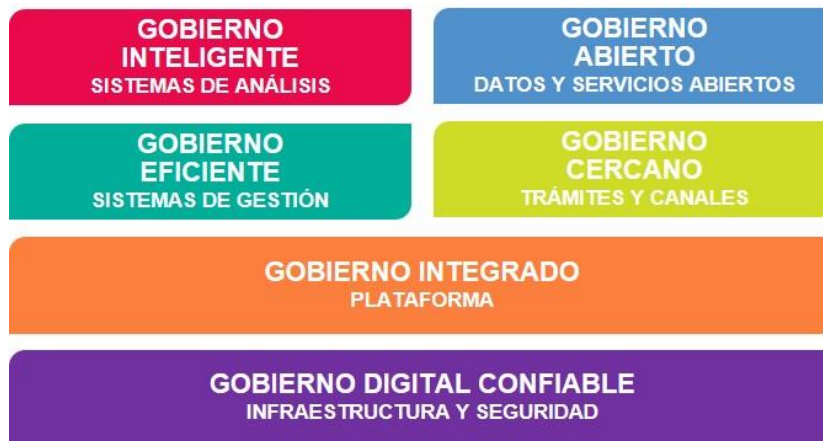 GOBIERNO
INTELIGENTE
SISTEMAS DE ANÁLISIS
GOBIERNO
ABIERTO
DATOS Y SERVICIOS ABIERTOS
GOBIERNO
EFICIENTE
SISTEMAS DE GESTIÓN
GOBIERNO
CERCANO
TRÁMITES Y CANALES
GOBIERNO INTEGRADO
PLATAFORMA
GOBIERNO DIGITAL CONFIABLE
INFRAESTRUCTURA Y SEGURIDAD